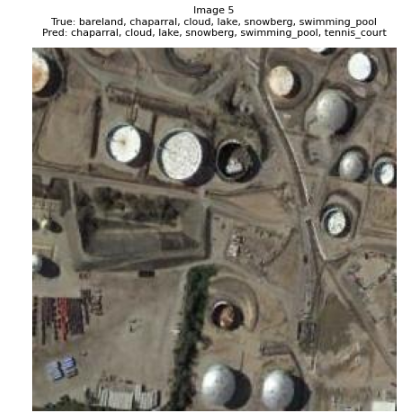 Image 5
True: bareland, chaparral, cloud, lake, snowberg, swimming_pool
Pred: chaparral, cloud, lake, snowberg, swimming_pool, tennis_court